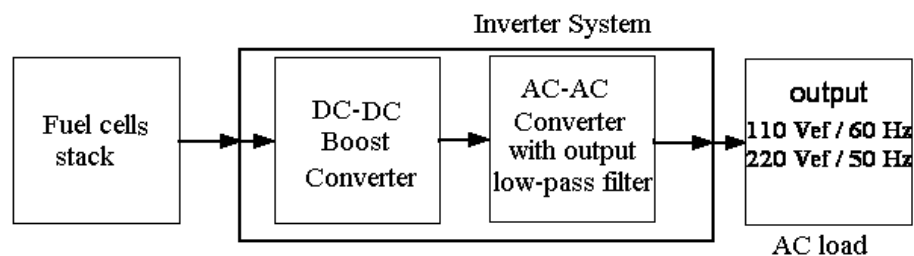 Inverter System
Fuel cells
stack
DC-DC
Boost
Converter
AC-AC
Converter
with output
low-pass filter
output
110 Vef / 60 Hz
220 Vef / 50 Hz
AC load